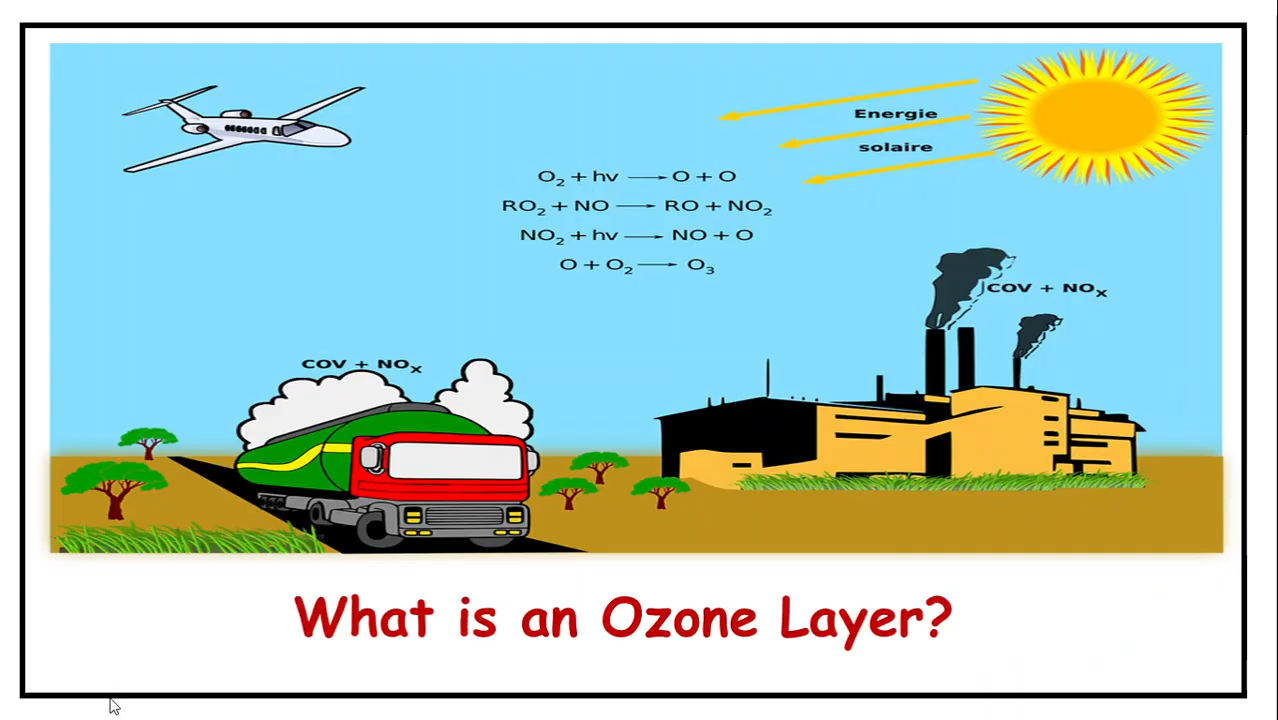 Energie
solaire
O₂ + hv → O + O
RO₂ + NO → RO + NO₂
NO₂ + hv → NO + O
O + O₂ → O₃
COV + NOₓ
COV + NOₓ
What is an Ozone Layer?